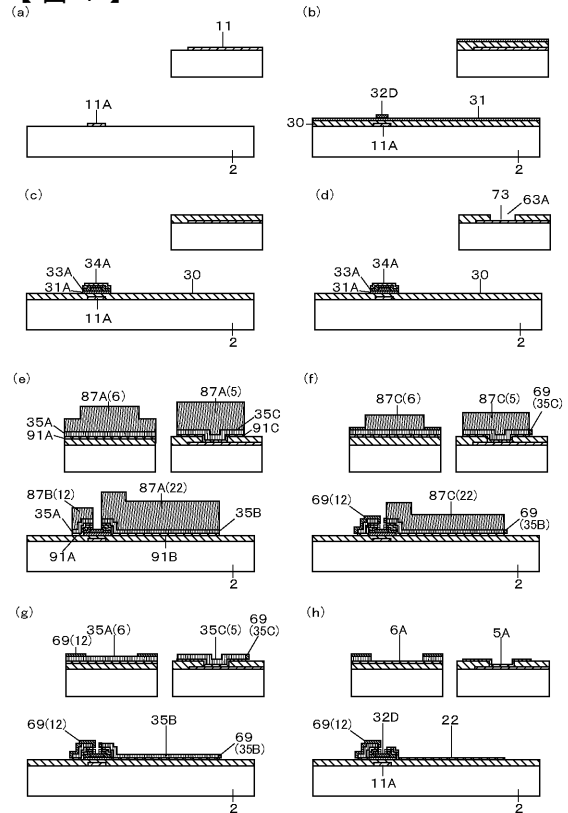 (a)
11
11A
2
(b)
32D
31
30
11A
2
(c)
34A
33A
31A
30
11A
2
(d)
73
63A
34A
33A
31A
30
2
(e)
87A(6)
87A(5)
35A
91A
35C
91C
87B(12)
87A(22)
35A
35B
91A
91B
2
(f)
87C(6)
87C(5)
69
(35C)
69(12)
87C(22)
69
(35B)
2
(g)
35A(6)
69(12)
35C(5)
69
(35C)
69(12)
35B
69
(35B)
2
(h)
6A
5A
69(12)
32D
22
11A
2